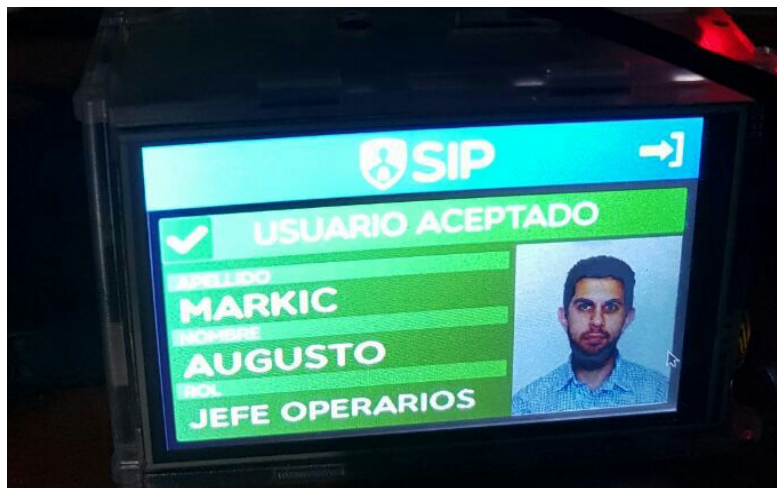 SIP
USUARIO ACEPTADO
APELLIDO
MARKIC
NOMBRE
AUGUSTO
ROL
JEFE OPERARIOS